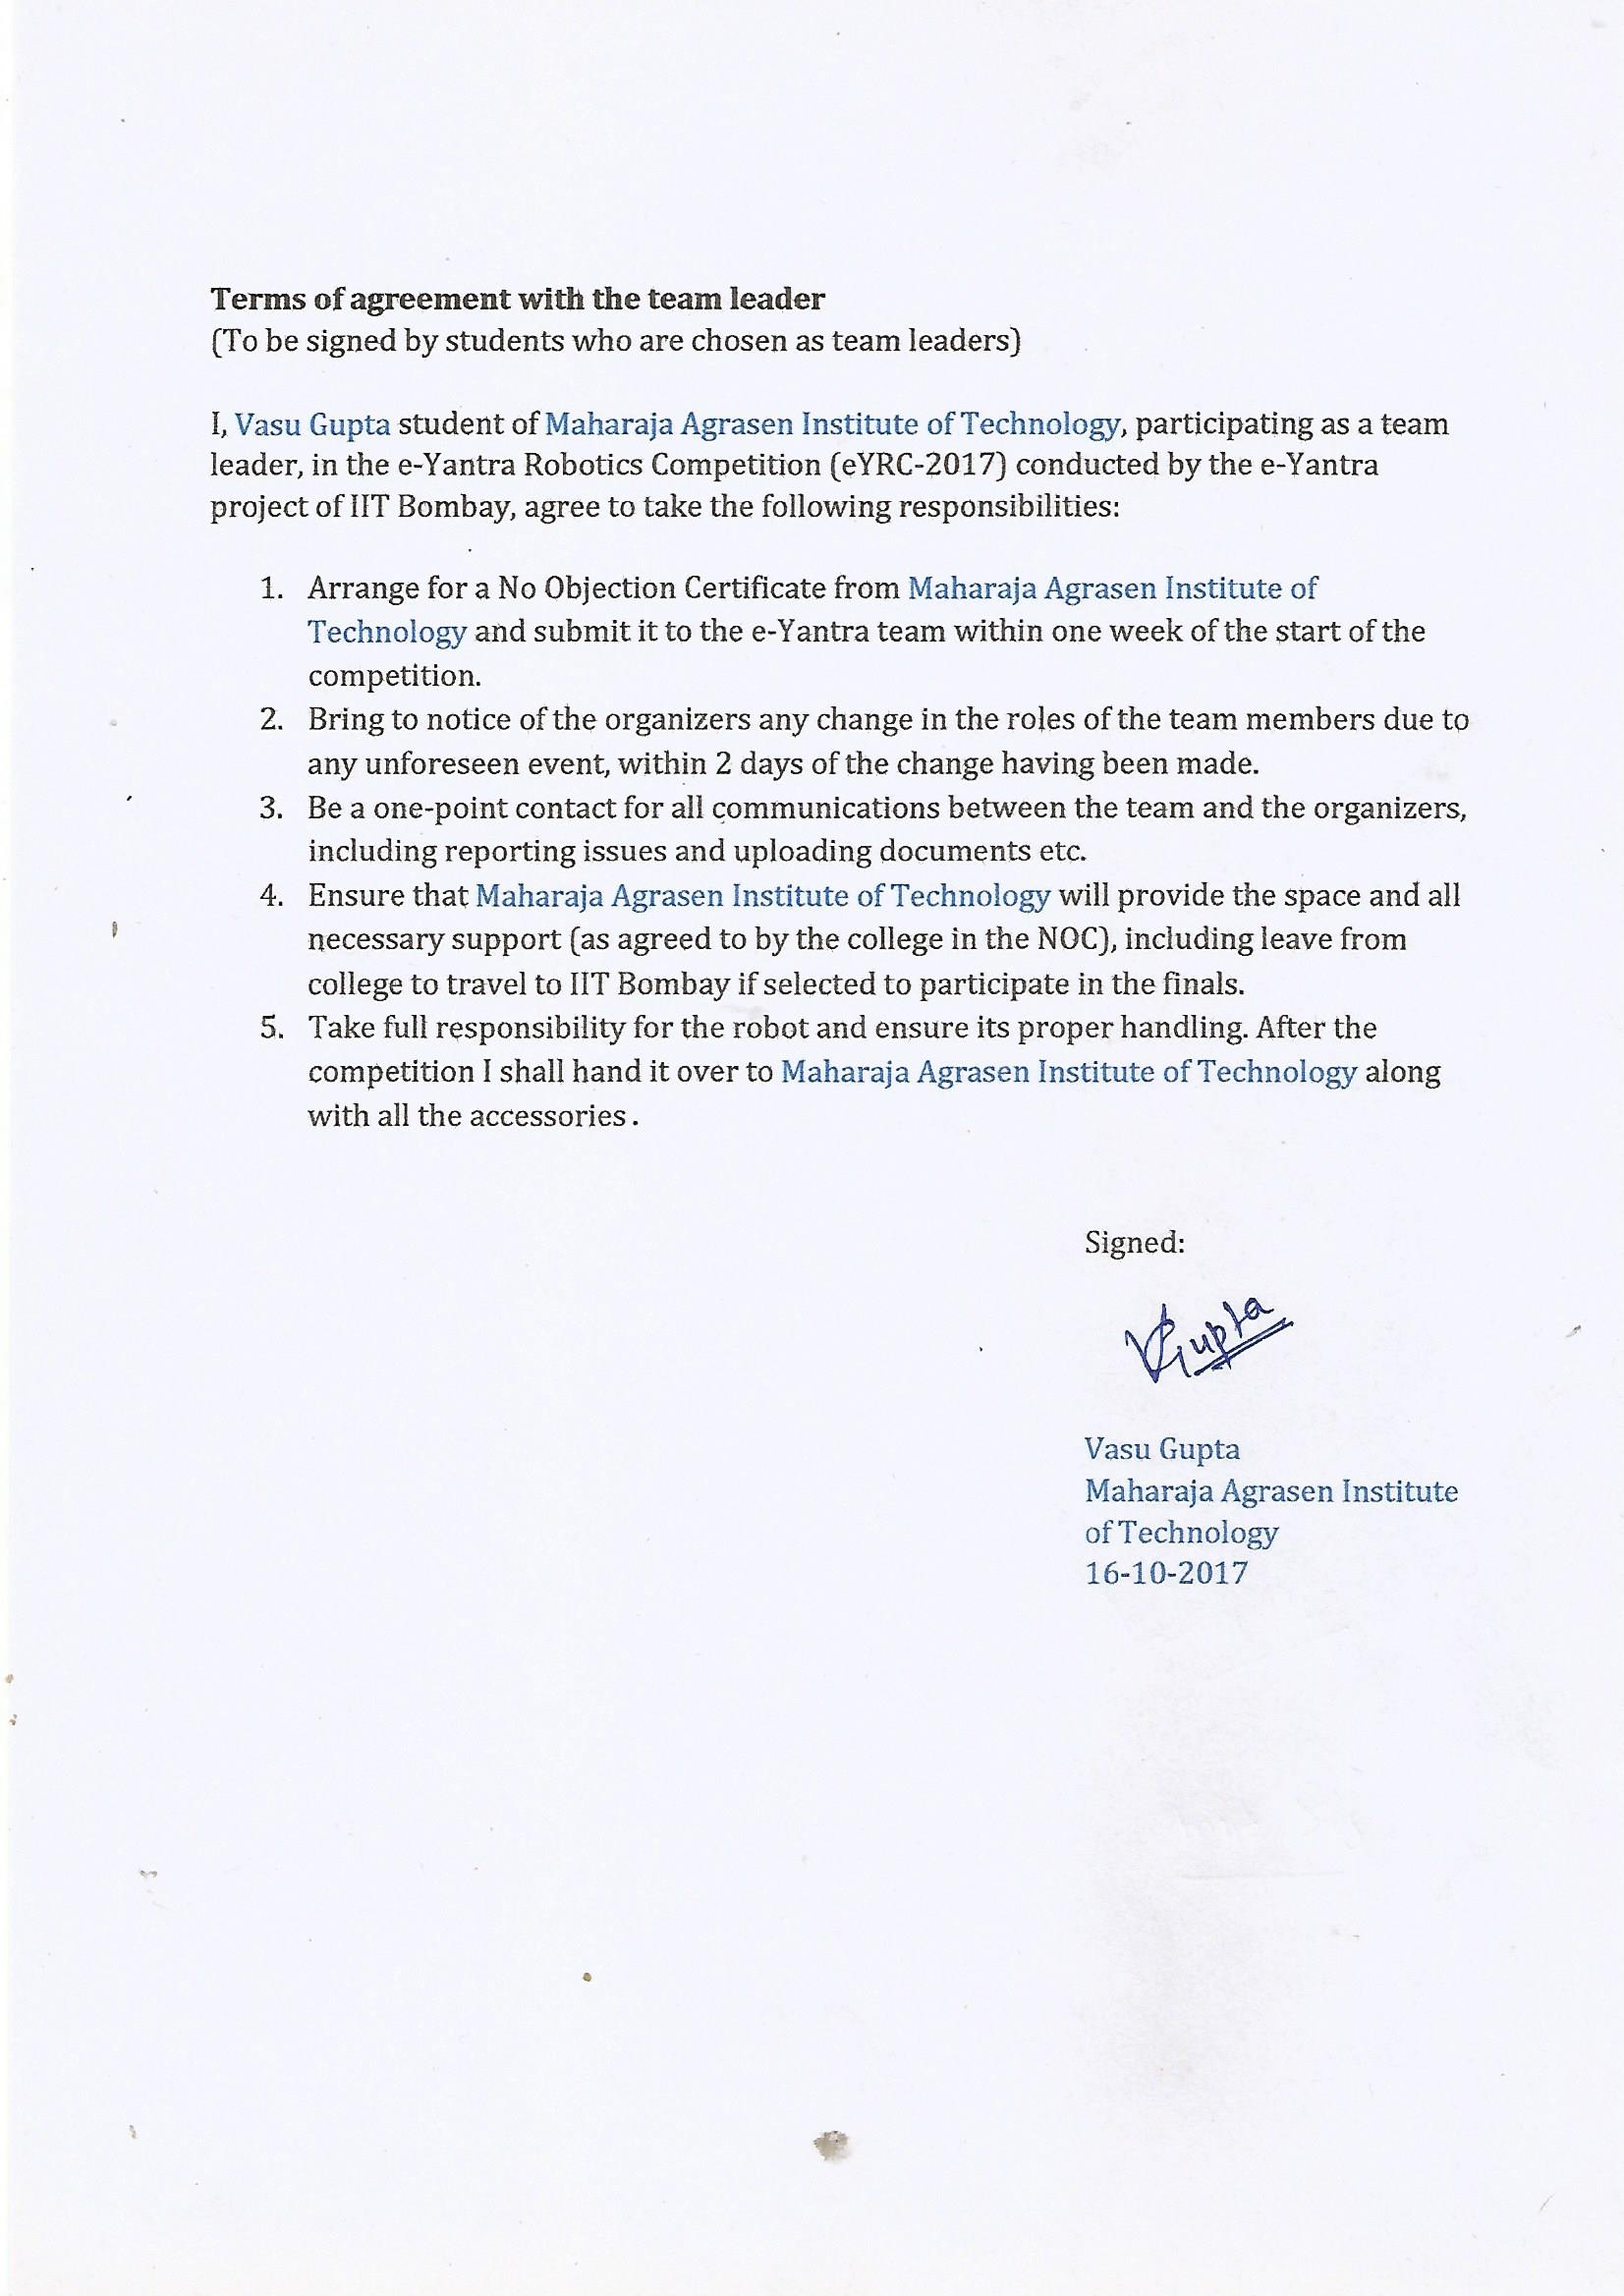 Terms of agreement with the team leader
(To be signed by students who are chosen as team leaders)
I, Vasu Gupta student of Maharaja Agrasen Institute of Technology, participating as a team
leader, in the e-Yantra Robotics Competition (eYRC-2017) conducted by the e-Yantra
project of IIT Bombay, agree to take the following responsibilities:
1. Arrange for a No Objection Certificate from Maharaja Agrasen Institute of
Technology and submit it to the e-Yantra team within one week of the start of the
competition.
2. Bring to notice of the organizers any change in the roles of the team members due to
any unforeseen event, within 2 days of the change having been made.
3. Be a one-point contact for all communications between the team and the organizers,
including reporting issues and uploading documents etc.
4. Ensure that Maharaja Agrasen Institute of Technology will provide the space and all
necessary support (as agreed to by the college in the NOC), including leave from
college to travel to IIT Bombay if selected to participate in the finals.
5. Take full responsibility for the robot and ensure its proper handling. After the
competition I shall hand it over to Maharaja Agrasen Institute of Technology along
with all the accessories.
Signed:
VGupta
Vasu Gupta
Maharaja Agrasen Institute
of Technology
16-10-2017